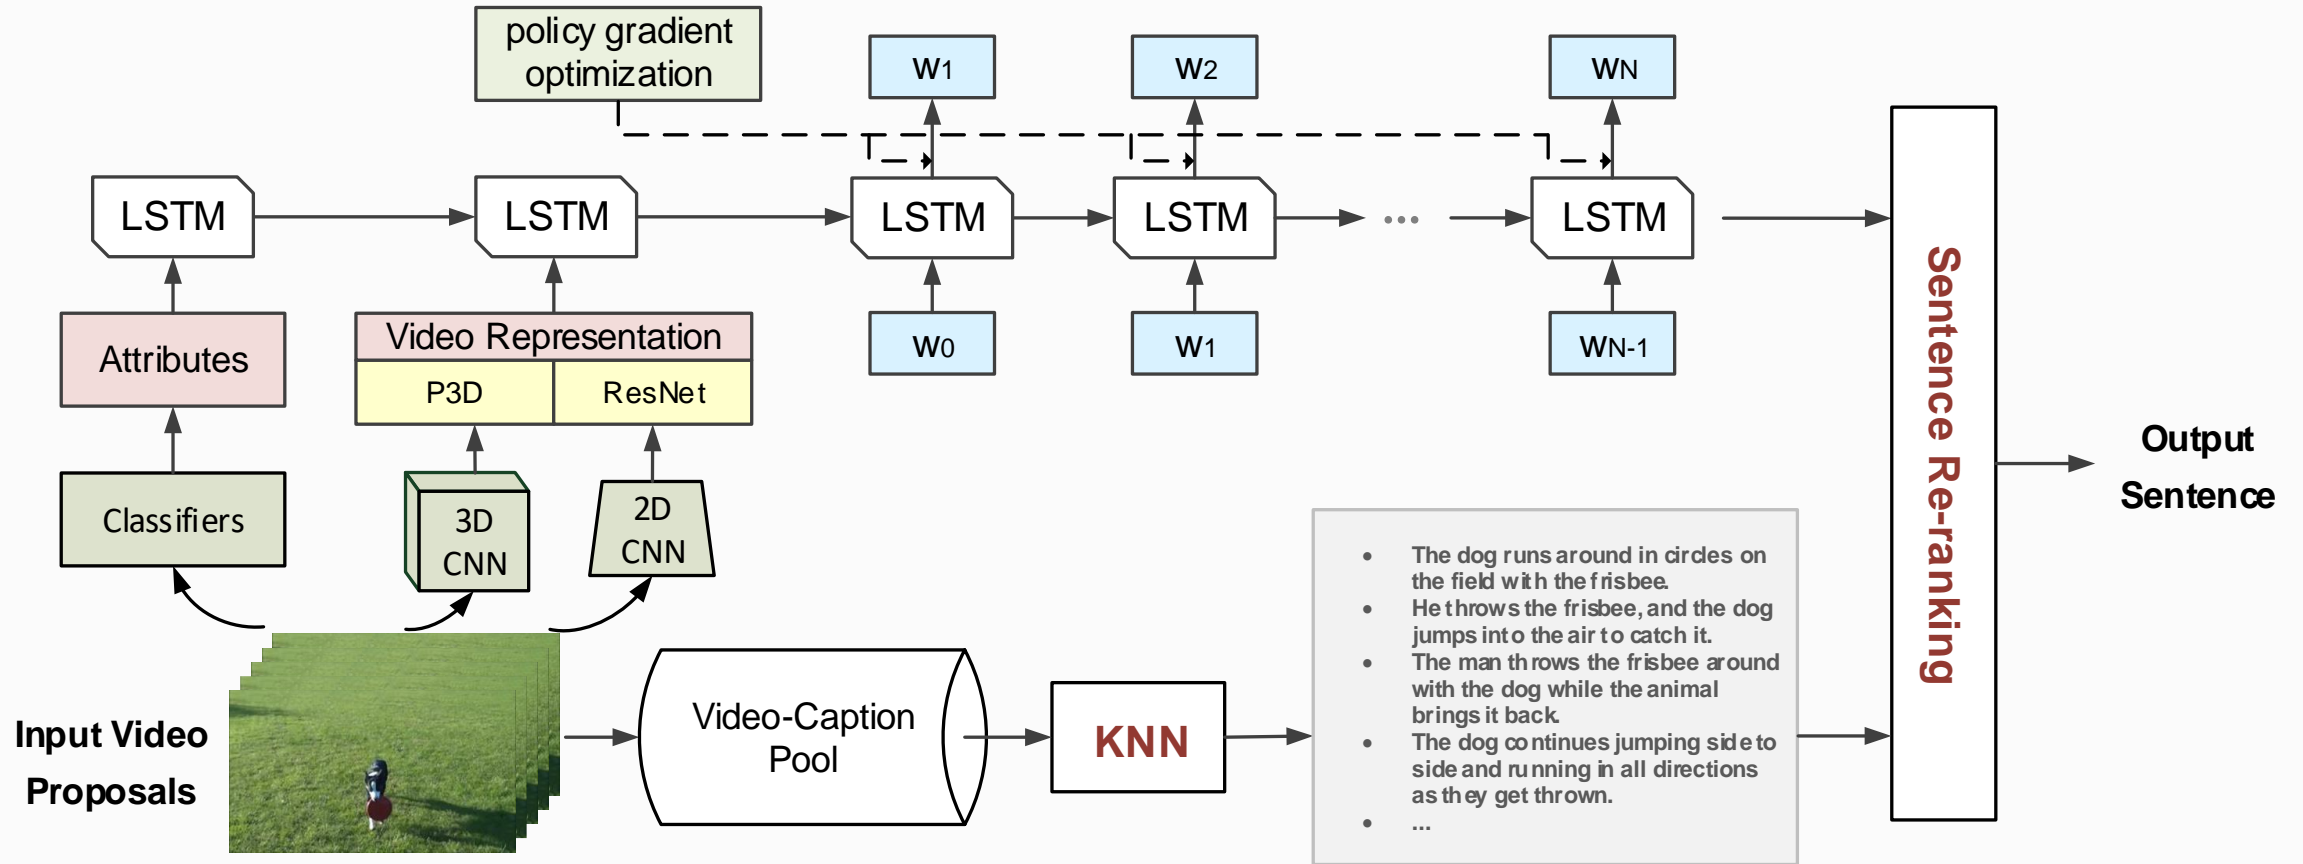 policy gradient
optimization
w1
w2
wN
LSTM
LSTM
LSTM
LSTM
...
LSTM
Attributes
Video Representation
P3D
ResNet
w0
w1
wN-1
Classifiers
3D
CNN
2D
CNN
Input Video
Proposals
Video-Caption
Pool
KNN
• The dog runs around in circles on
the field with the frisbee.
• He throws the frisbee, and the dog
jumps into the air to catch it.
• The man throws the frisbee around
with the dog while the animal
brings it back.
• The dog continues jumping side to
side and running in all directions
as they get thrown.
• ...
Sentence Re-ranking
Output
Sentence